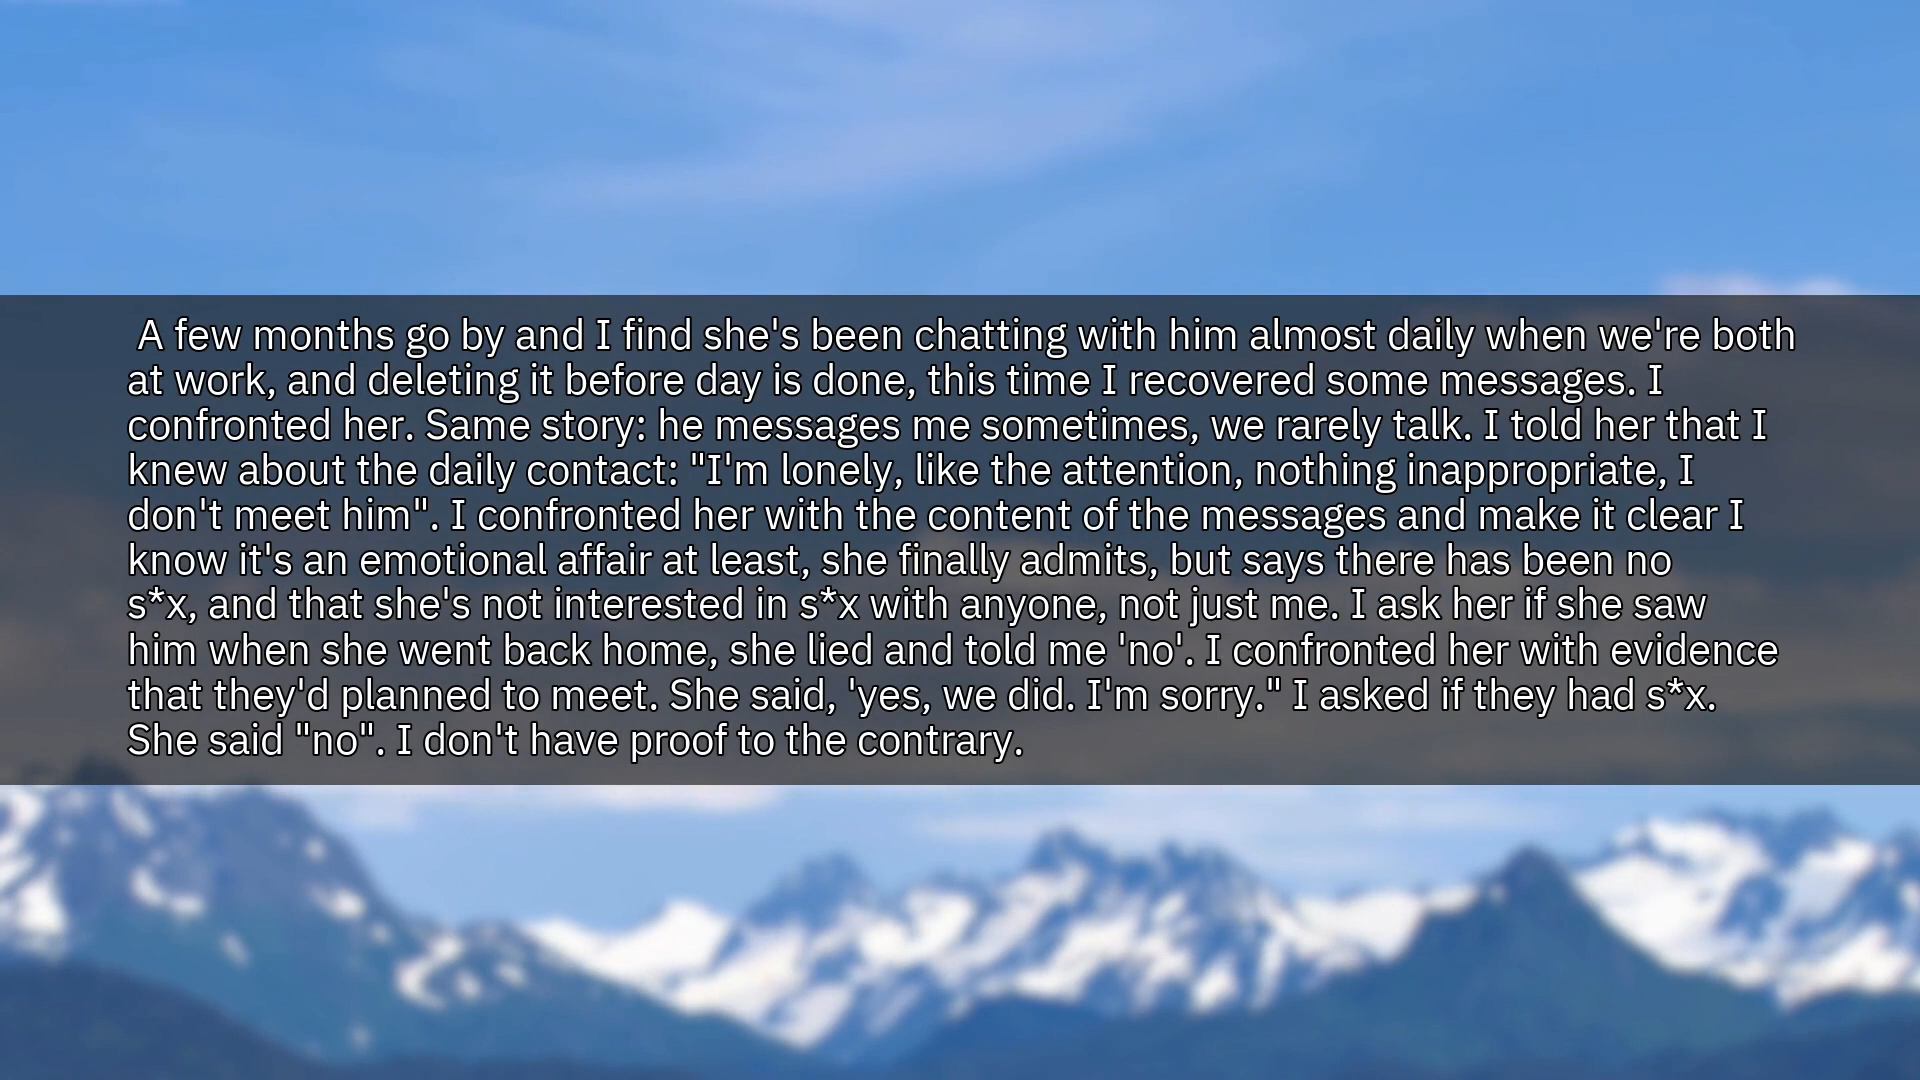 A few months go by and I find she's been chatting with him almost daily when we're both
at work, and deleting it before day is done, this time I recovered some messages. I
confronted her. Same story: he messages me sometimes, we rarely talk. I told her that I
knew about the daily contact: "I'm lonely, like the attention, nothing inappropriate, I
don't meet him". I confronted her with the content of the messages and make it clear I
know it's an emotional affair at least, she finally admits, but says there has been no
s*x, and that she's not interested in s*x with anyone, not just me. I ask her if she saw
him when she went back home, she lied and told me 'no'. I confronted her with evidence
that they'd planned to meet. She said, 'yes, we did. I'm sorry." I asked if they had s*x.
She said "no". I don't have proof to the contrary.